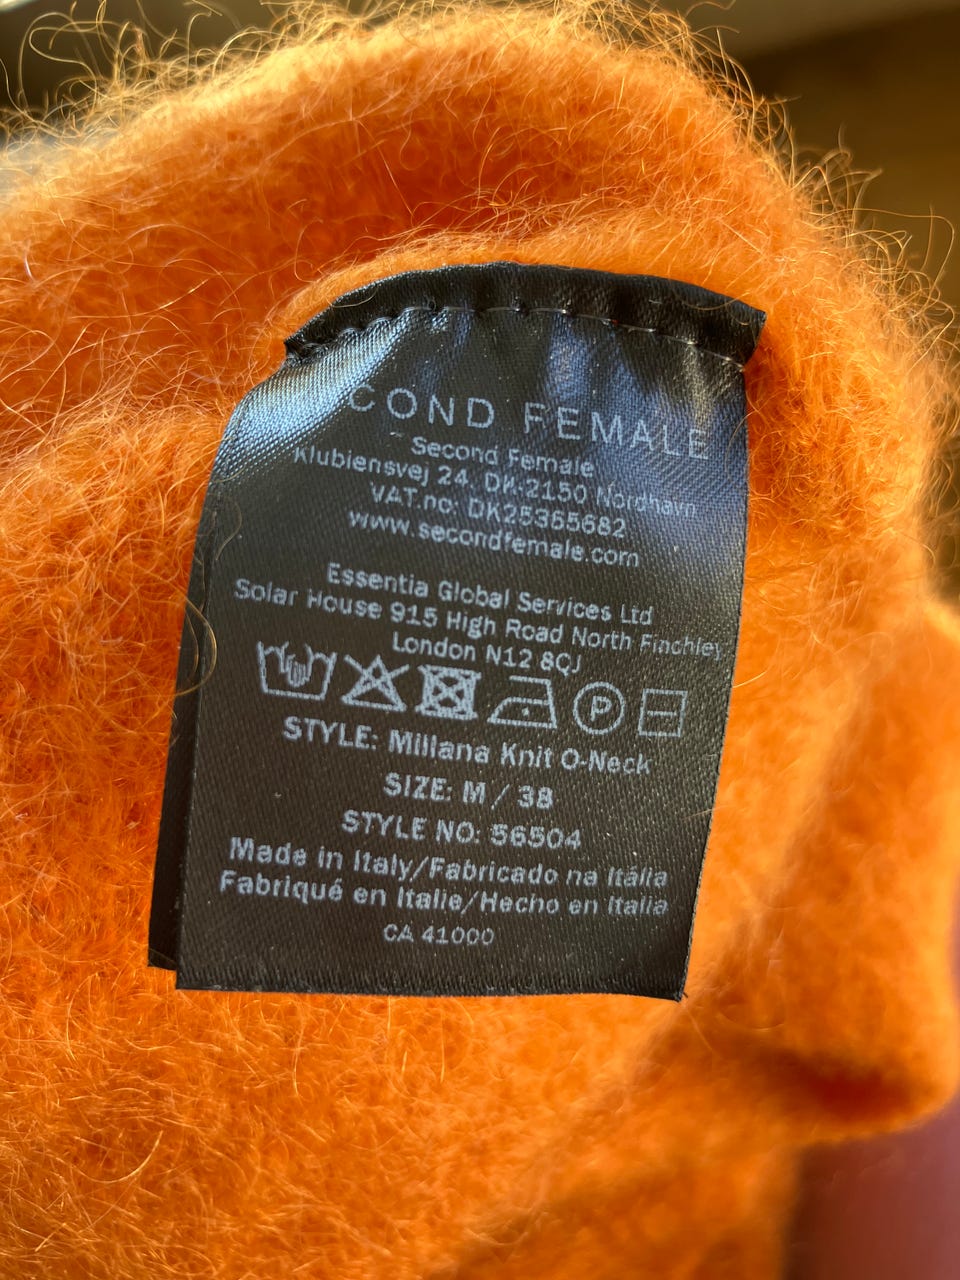 COND FEMALE
Second Female
Klubiensvej 24, DK-2150 Nordhavn
VAT.no: DK25365682
www.secondfemale.com
Essentia Global Services Ltd
Solar House 915 High Road North Finchley,
London N12 8QJ
P
STYLE: Millana Knit O-Neck
SIZE: M / 38
STYLE NO: 56504
Made in Italy/Fabricado na Itália
Fabriqué en Italie/Hecho en Italia
CA 41000